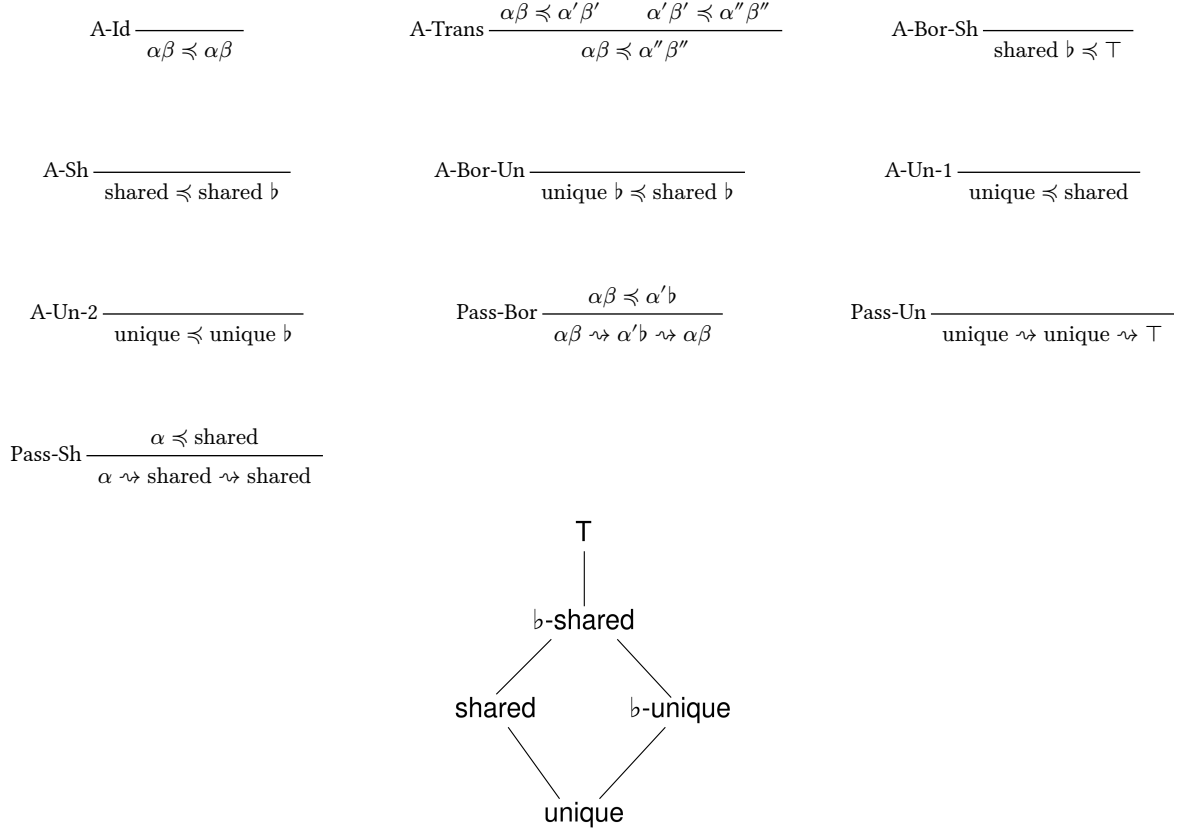 A-Id αβ ≼ αβ
A-Trans αβ ≼ α′β′ α′β′ ≼ α″β″
αβ ≼ α″β″
A-Bor-Sh shared ♭ ≼ ⊤
A-Sh shared ≼ shared ♭
A-Bor-Un unique ♭ ≼ shared ♭
A-Un-1 unique ≼ shared
A-Un-2 unique ≼ unique ♭
Pass-Bor αβ ≼ α′♭
αβ ⇝ α′♭ ⇝ αβ
Pass-Un unique ⇝ unique ⇝ ⊤
Pass-Sh α ≼ shared
α ⇝ shared ⇝ shared
T
♭-shared
shared ♭-unique
unique